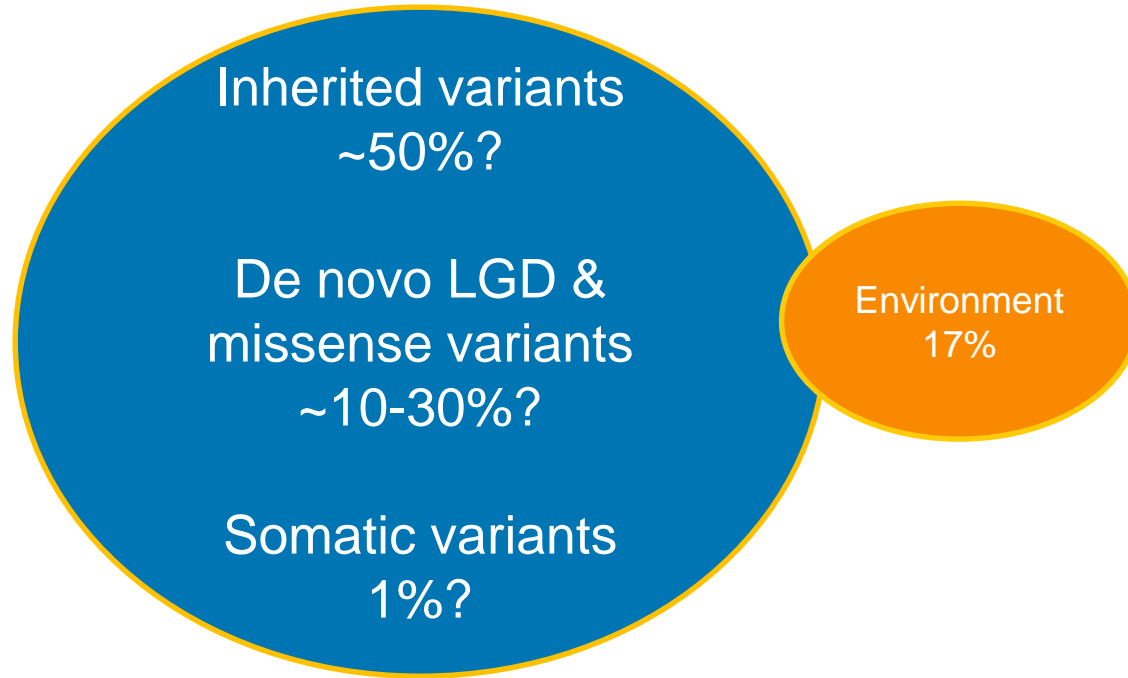 Inherited variants
~50%?
De novo LGD &
missense variants
~10-30%?
Somatic variants
1%?
Environment
17%